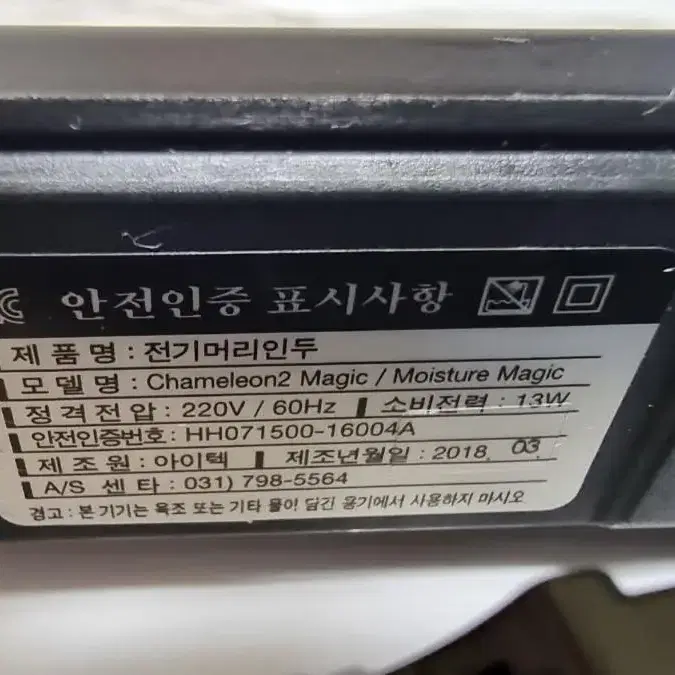 안전인증 표시사항
제 품 명 : 전기머리인두
모 델 명 : Chameleon2 Magic / Moisture Magic
정 격 전 압 : 220V / 60Hz 소 비 전 력 : 13W
안전인증번호 : HH071500-16004A
제 조 원 : 아이텍 제조년월일 : 2018. 03.
A/S 센 타 : 031) 798-5564
경고 : 본 기기는 욕조 또는 기타 물이 담긴 용기에서 사용하지 마시오